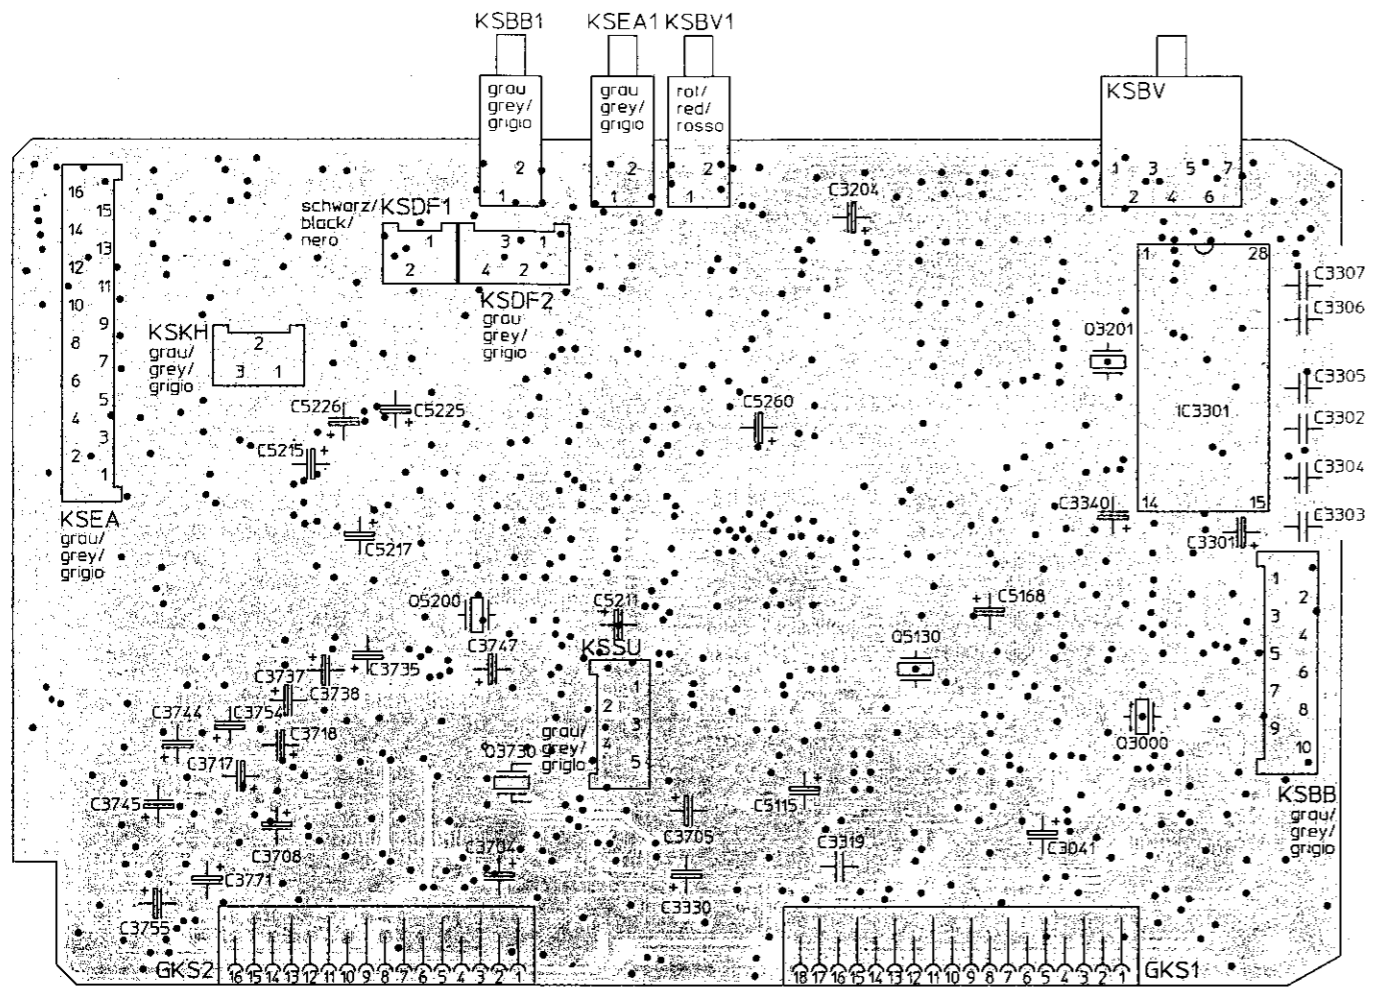 KSBB1 KSEA1 KSBV1
grau
grey/
grigio
2
1
grau
grey/
grigio
2
1
rot/
red/
rosso
2
1
KSBV
1 3 5 7
2 4 6
16
15
14
13
12
11
10
9
8
7
6
5
4
3
2
1
KSEA
grau/
grey/
grigio
schwarz/
black/
nero
KSDF1
1
2
3 1
4 2
KSDF2
grau
grey/
grigio
KSKH
grau/
grey/
grigio
2
3 1
C3204
1 28
IC3301
14 15
C3307
C3306
C3305
C3302
C3304
C3303
Q3201
C5226
C5225
C5215
C5260
C5217
C3340
C3301
1
2
3
4
5
6
7
8
9
10
KSBB
grau/
grey/
grigio
Q5200
C5211
C5168
Q5130
KSSU
1
2
3
4
5
grau/
grey/
grigio
C3747
C3735
C3737
C3738
C3744
C3754
C3718
C3717
Q3730
Q3000
C3745
C5115
C3705
C3708
C3704
C3319
C3041
C3771
C3330
C3755
GKS2
16 15 14 13 12 11 10 9 8 7 6 5 4 3 2 1
18 17 16 15 14 13 12 11 10 9 8 7 6 5 4 3 2 1
GKS1